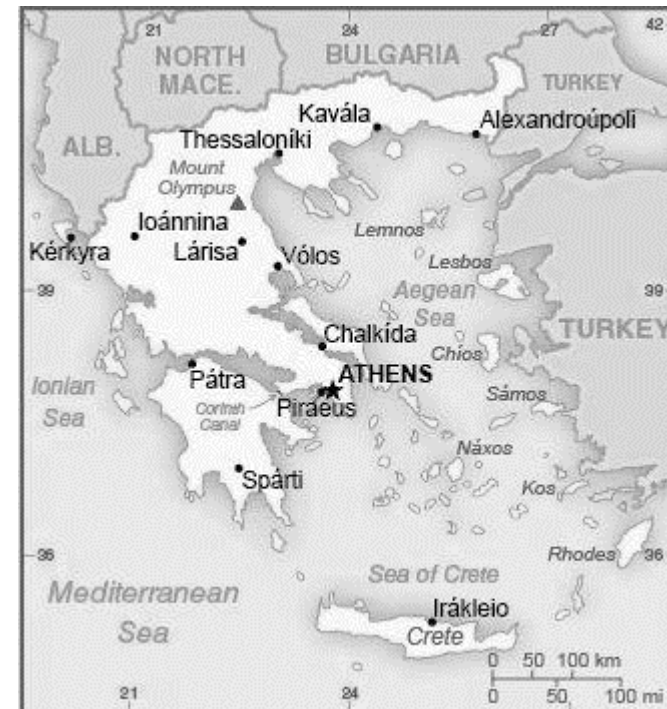 21 24 27 42
NORTH
MACE.
BULGARIA
TURKEY
ALB.
Kavála
Alexandroúpoli
Thessaloníki
Mount
Olympus
Ioánnina
Lemnos
Kérkyra
Lárisa
Vólos
Lesbos
39
Aegean
Sea
39
TURKEY
Chalkída
Chíos
Ionian
Sea
Pátra
ATHENS
Piraeus
Corinth
Canal
Sámos
Náxos
Spárti
Kos
Rhodes
36
36
Mediterranean
Sea
Sea of Crete
Irákleio
Crete
0 50 100 km
0 50 100 mi
21 24